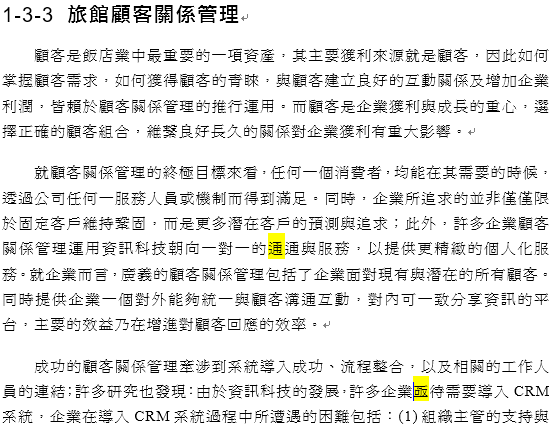 1-3-3 旅館顧客關係管理
顧客是飯店業中最重要的一項資產，其主要獲利來源就是顧客，因此如何
掌握顧客需求，如何獲得顧客的青睞，與顧客建立良好的互動關係及增加企業
利潤，皆賴於顧客關係管理的推行運用。而顧客是企業獲利與成長的重心，選
擇正確的顧客組合，維繫良好長久的關係對企業獲利有重大影響。
就顧客關係管理的終極目標來看，任何一個消費者，均能在其需要的時候，
透過公司任何一服務人員或機制而得到滿足。同時，企業所追求的並非僅僅限
於固定客戶維持鞏固，而是更多潛在客戶的預測與追求；此外，許多企業顧客
關係管理運用資訊科技朝向一對一的通通與服務，以提供更精緻的個人化服
務。就企業而言，廣義的顧客關係管理包括了企業面對現有與潛在的所有顧客。
同時提供企業一個對外能夠統一與顧客溝通互動，對內可一致分享資訊的平
台，主要的效益乃在增進對顧客回應的效率。
成功的顧客關係管理牽涉到系統導入成功、流程整合，以及相關的工作人
員的連結；許多研究也發現：由於資訊科技的發展，許多企業亟待需要導入 CRM
系統，企業在導入 CRM 系統過程中所遭遇的困難包括：(1) 組織主管的支持與